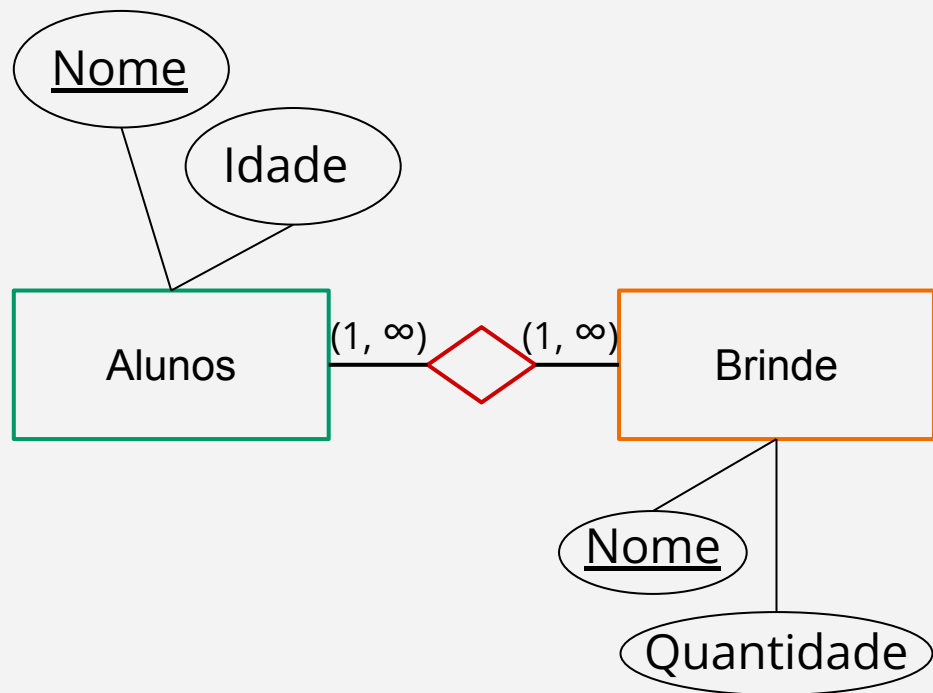 Nome
Idade
Alunos
(1, ∞)
(1, ∞)
Brinde
Nome
Quantidade